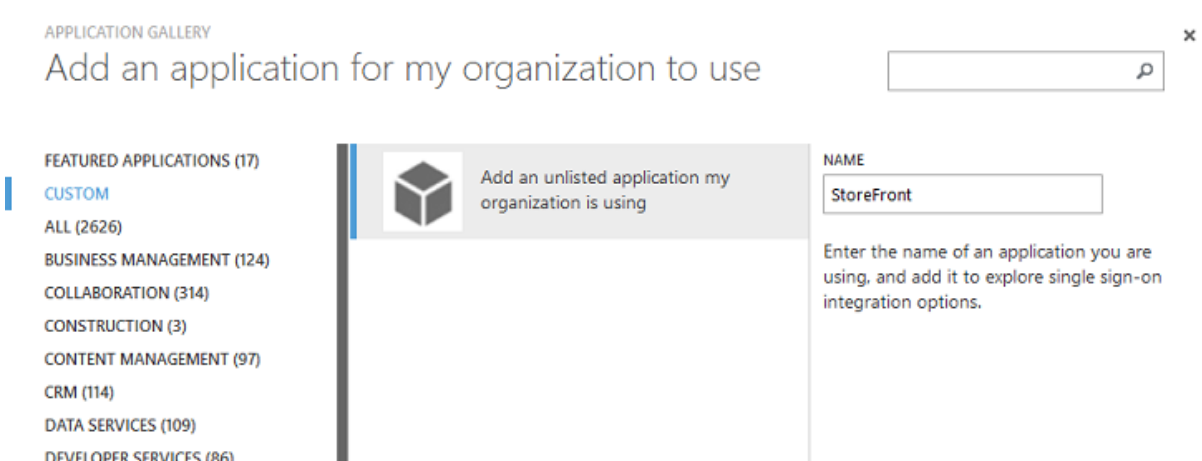 APPLICATION GALLERY
Add an application for my organization to use
FEATURED APPLICATIONS (17)
CUSTOM
ALL (2626)
BUSINESS MANAGEMENT (124)
COLLABORATION (314)
CONSTRUCTION (3)
CONTENT MANAGEMENT (97)
CRM (114)
DATA SERVICES (109)
DEVELOPER SERVICES (86)
Add an unlisted application my
organization is using
NAME
StoreFront
Enter the name of an application you are
using, and add it to explore single sign-on
integration options.